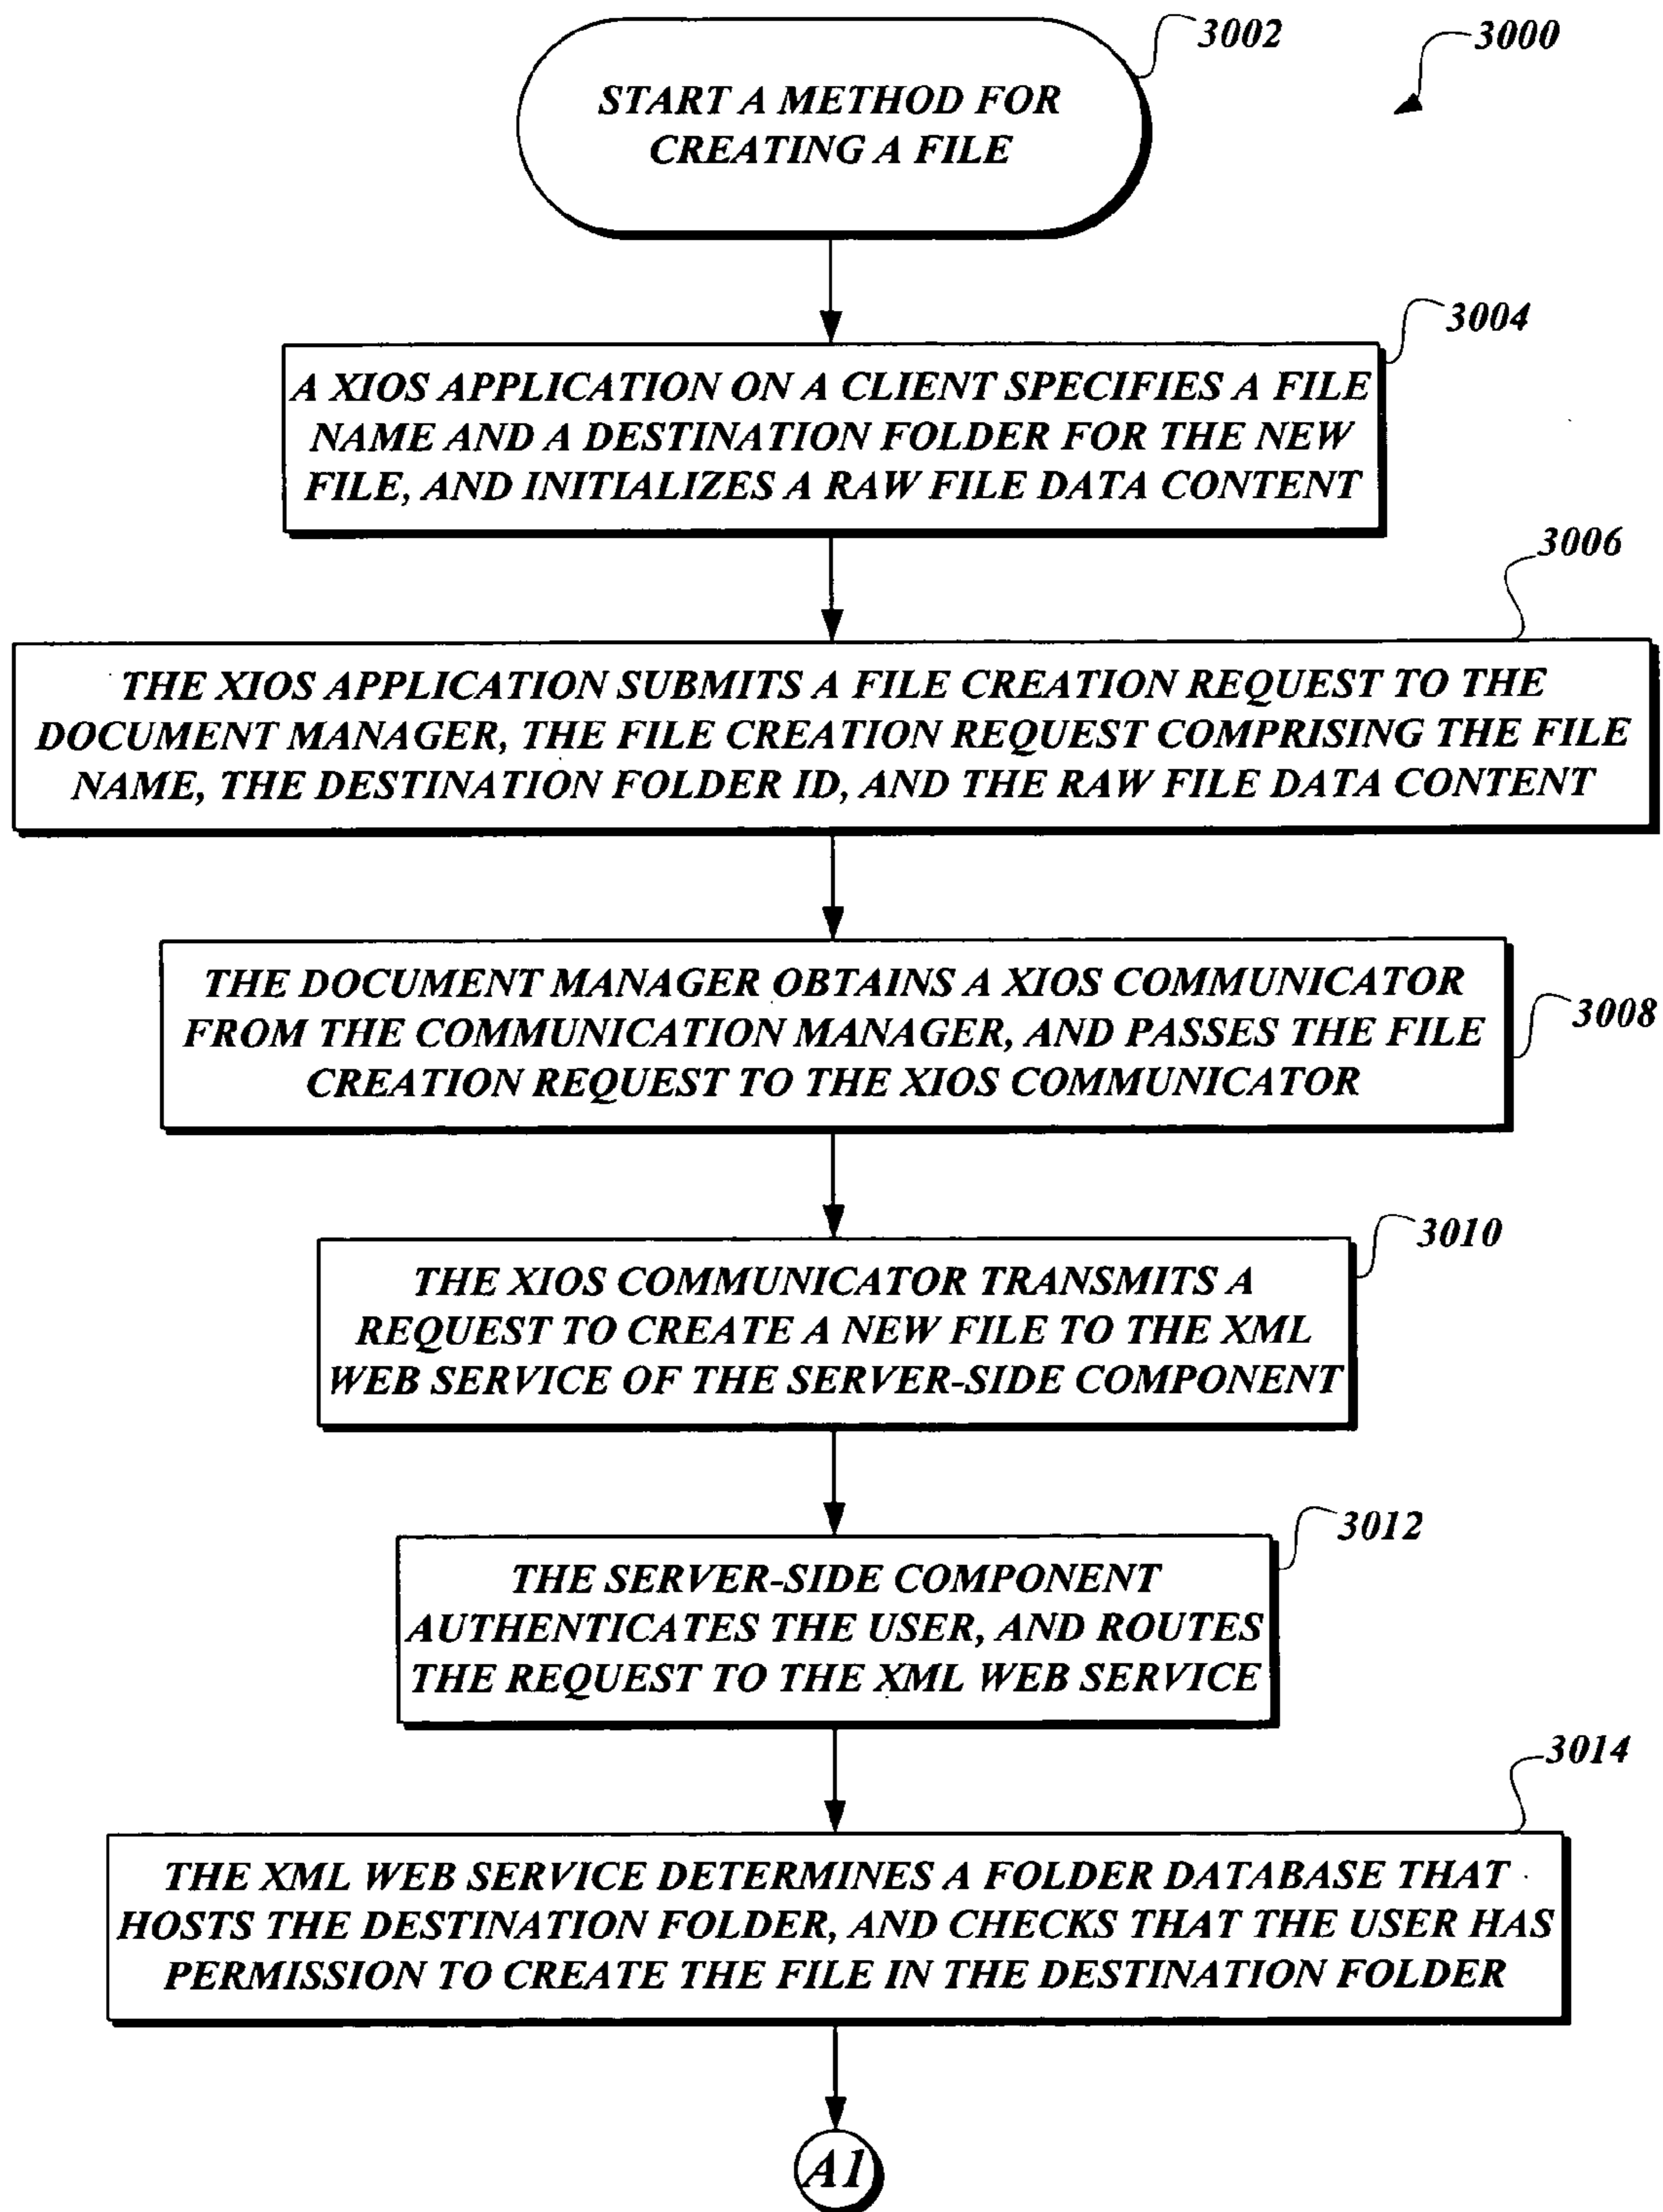 3002
3000
START A METHOD FOR
CREATING A FILE
3004
A XIOS APPLICATION ON A CLIENT SPECIFIES A FILE
NAME AND A DESTINATION FOLDER FOR THE NEW
FILE, AND INITIALIZES A RAW FILE DATA CONTENT
3006
THE XIOS APPLICATION SUBMITS A FILE CREATION REQUEST TO THE
DOCUMENT MANAGER, THE FILE CREATION REQUEST COMPRISING THE FILE
NAME, THE DESTINATION FOLDER ID, AND THE RAW FILE DATA CONTENT
THE DOCUMENT MANAGER OBTAINS A XIOS COMMUNICATOR
FROM THE COMMUNICATION MANAGER, AND PASSES THE FILE
CREATION REQUEST TO THE XIOS COMMUNICATOR
3008
3010
THE XIOS COMMUNICATOR TRANSMITS A
REQUEST TO CREATE A NEW FILE TO THE XML
WEB SERVICE OF THE SERVER-SIDE COMPONENT
3012
THE SERVER-SIDE COMPONENT
AUTHENTICATES THE USER, AND ROUTES
THE REQUEST TO THE XML WEB SERVICE
3014
THE XML WEB SERVICE DETERMINES A FOLDER DATABASE THAT
HOSTS THE DESTINATION FOLDER, AND CHECKS THAT THE USER HAS
PERMISSION TO CREATE THE FILE IN THE DESTINATION FOLDER
A1